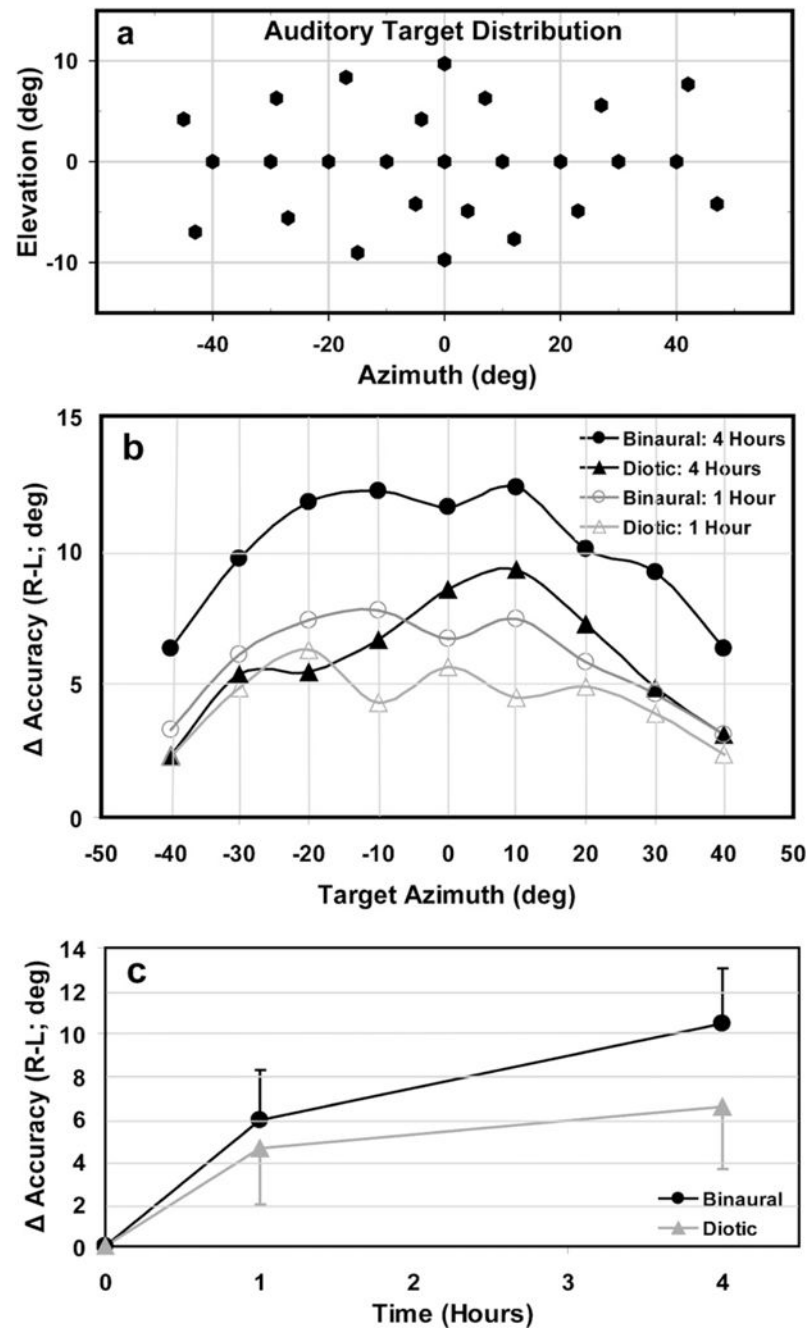 a
Auditory Target Distribution
Elevation (deg)
10
0
-10
-40
-20
0
20
40
Azimuth (deg)
b
Binaural: 4 Hours
Diotic: 4 Hours
Binaural: 1 Hour
Diotic: 1 Hour
Δ Accuracy (R-L; deg)
15
10
5
0
-50 -40 -30 -20 -10 0 10 20 30 40 50
Target Azimuth (deg)
c
Δ Accuracy (R-L; deg)
14
12
10
8
6
4
2
0
Binaural
Diotic
0 1 2 3 4
Time (Hours)